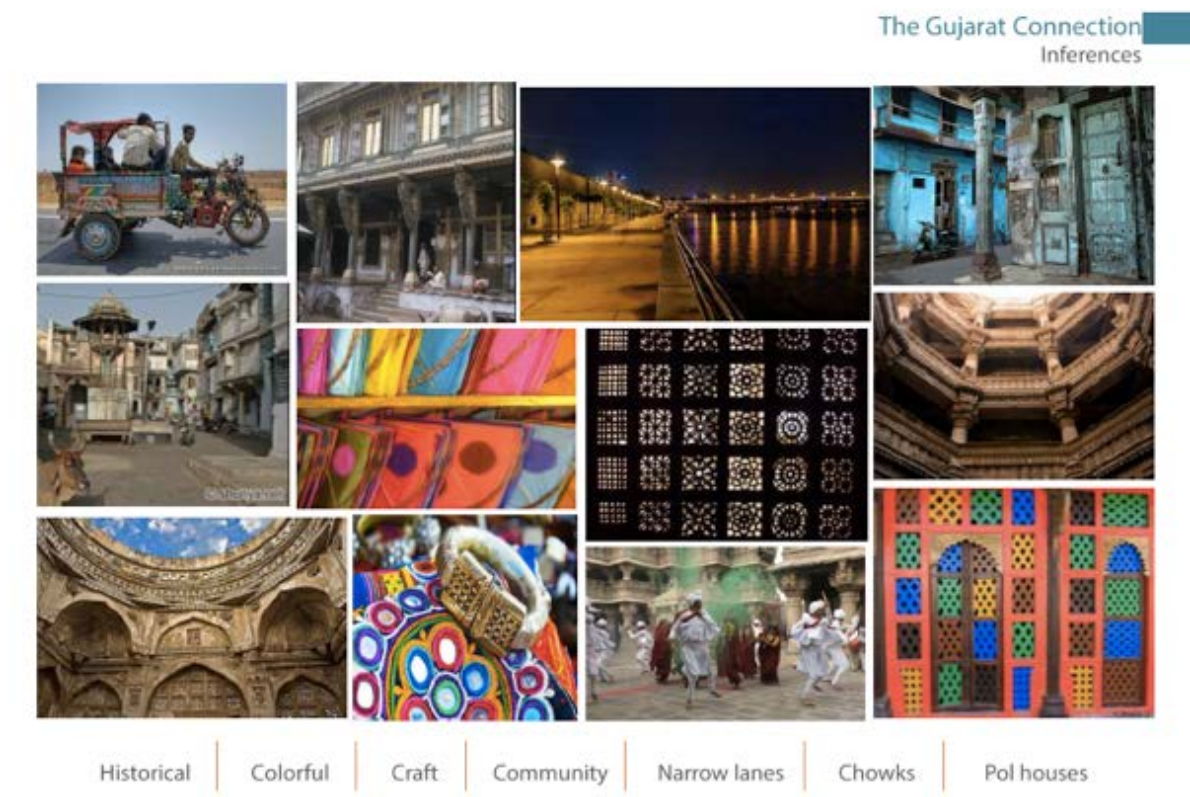 The Gujarat Connection
Inferences
Historical
Colorful
Craft
Community
Narrow lanes
Chowks
Pol houses